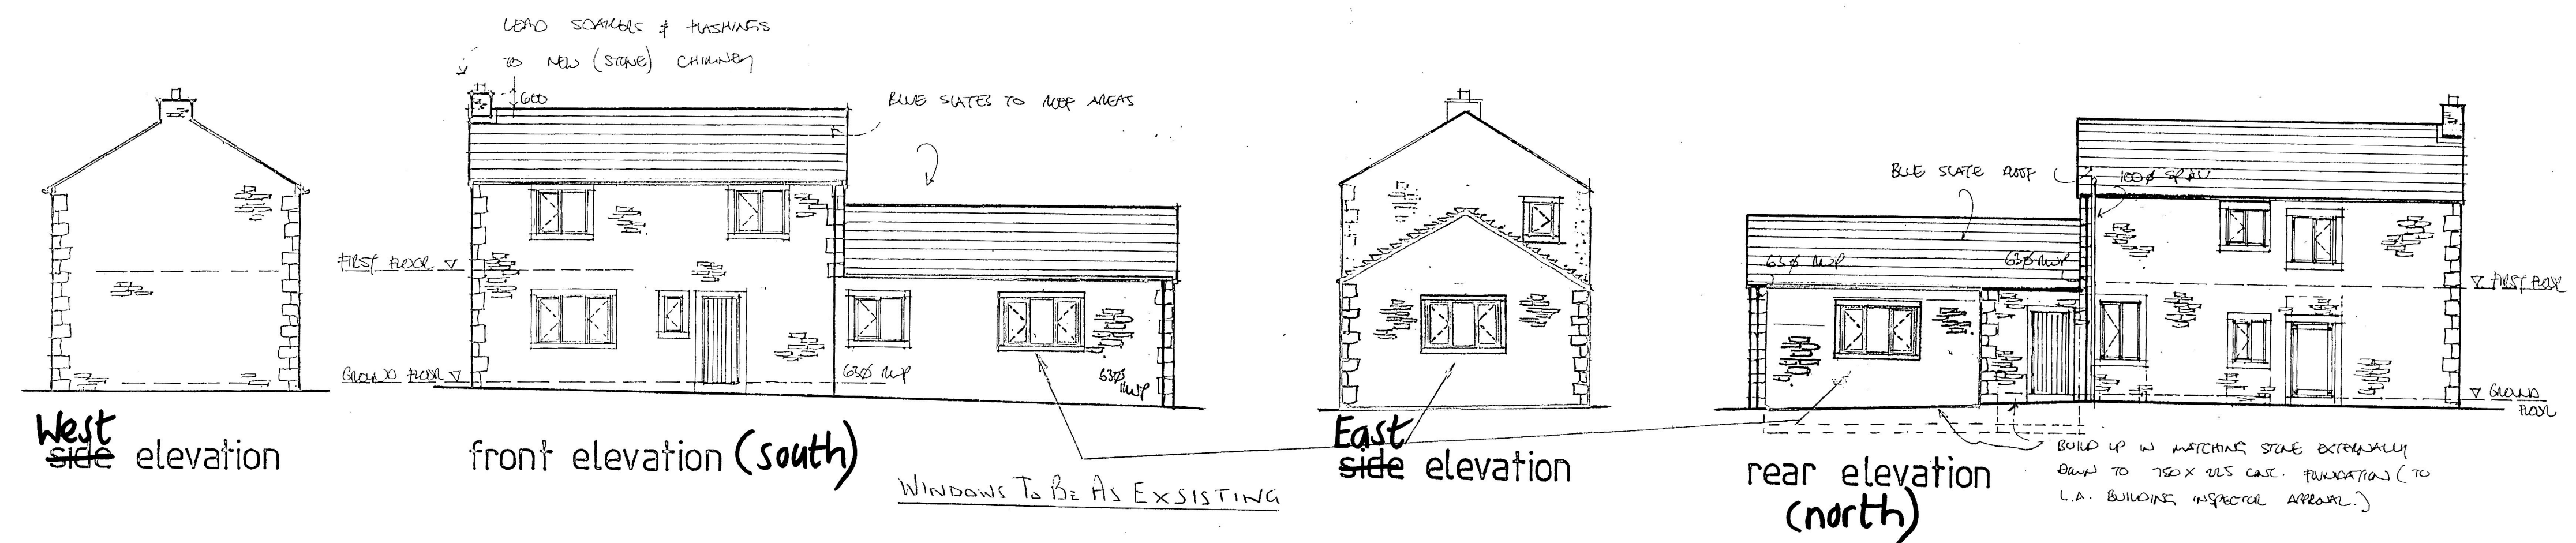 LEAD SOAKERS & FLASHINGS
TO NEW (STONE) CHIMNEY
600
BLUE SLATES TO ROOF AREAS
FIRST FLOOR
GROUND FLOOR
63Ø RWP
63Ø
RWP
West
side elevation
front elevation (south)
WINDOWS TO BE AS EXSISTING
East
side elevation
BLUE SLATE ROOF
100Ø
63Ø RWP
63Ø RWP
FIRST FLOOR
GROUND
FLOOR
rear elevation
(north)
BUILD UP IN MATCHING STONE EXTERNALLY
DOWN TO 750 X 225 CONC. FOUNDATION (TO
L.A. BUILDING INSPECTOR APPROVAL.)